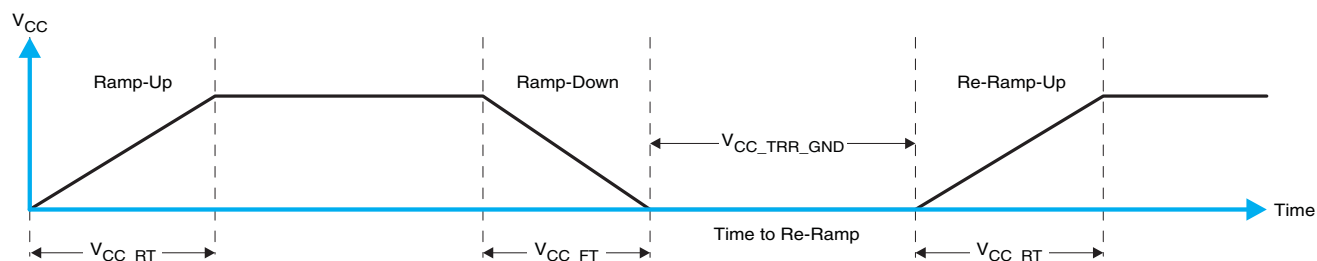 VCC
Ramp-Up
Ramp-Down
Re-Ramp-Up
VCC_TRR_GND
Time
Time to Re-Ramp
VCC_RT
VCC_FT
VCC_RT